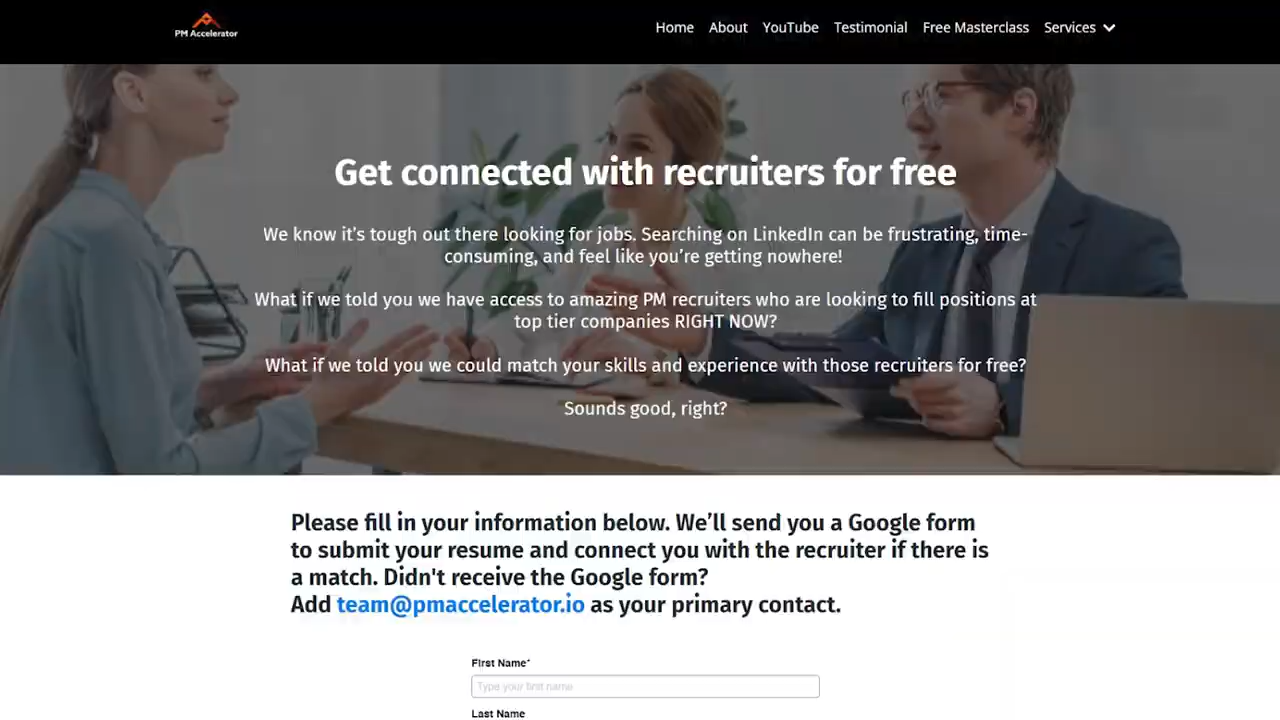 PM Accelerator
Home About YouTube Testimonial Free Masterclass Services
Get connected with recruiters for free
We know it’s tough out there looking for jobs. Searching on LinkedIn can be frustrating, time-
consuming, and feel like you’re getting nowhere!
What if we told you we have access to amazing PM recruiters who are looking to fill positions at
top tier companies RIGHT NOW?
What if we told you we could match your skills and experience with those recruiters for free?
Sounds good, right?
Please fill in your information below. We’ll send you a Google form
to submit your resume and connect you with the recruiter if there is
a match. Didn't receive the Google form?
Add team@pmaccelerator.io as your primary contact.
First Name*
Type your first name
Last Name